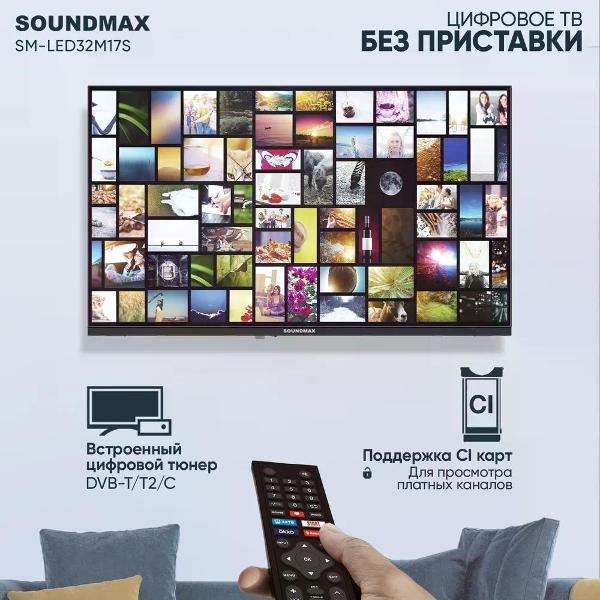 SOUNDMAX
SM-LED32M17S
ЦИФРОВОЕ ТВ
БЕЗ ПРИСТАВКИ
SOUNDMAX
CI
Встроенный
цифровой тюнер
DVB-T/T2/C
Поддержка CI карт
Для просмотра
платных каналов
OK